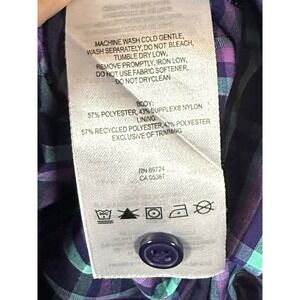 MACHINE WASH COLD GENTLE,
WASH SEPARATELY, DO NOT BLEACH,
TUMBLE DRY LOW,
REMOVE PROMPTLY, IRON LOW,
DO NOT USE FABRIC SOFTENER,
DO NOT DRYCLEAN
BODY:
57% POLYESTER, 43% SUPPLEX® NYLON
LINING:
57% RECYCLED POLYESTER, 43% POLYESTER
EXCLUSIVE OF TRIMMING
RN 69724
CA 05367